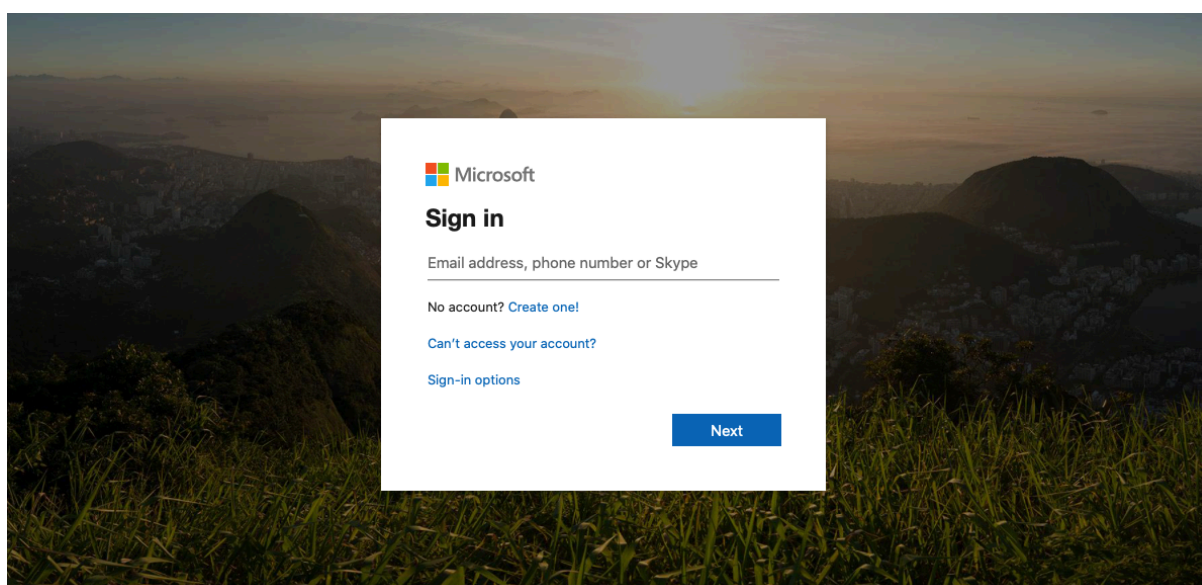 Microsoft
Sign in
Email address, phone number or Skype
No account? Create one!
Can't access your account?
Sign-in options
Next